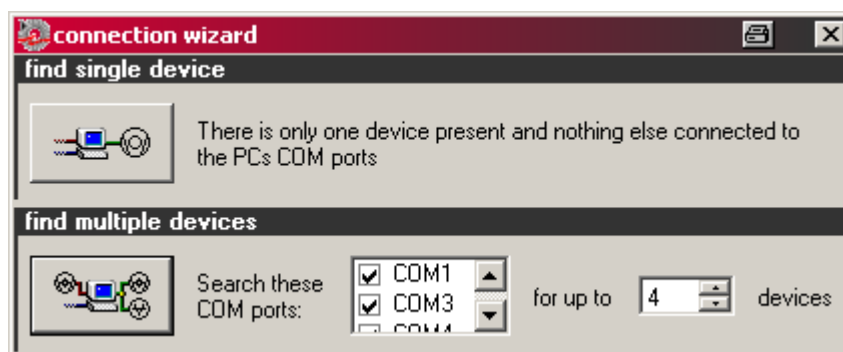 connection wizard
find single device
There is only one device present and nothing else connected to
the PCs COM ports
find multiple devices
Search these
COM ports:
COM1
COM3
COM4
for up to
4
devices